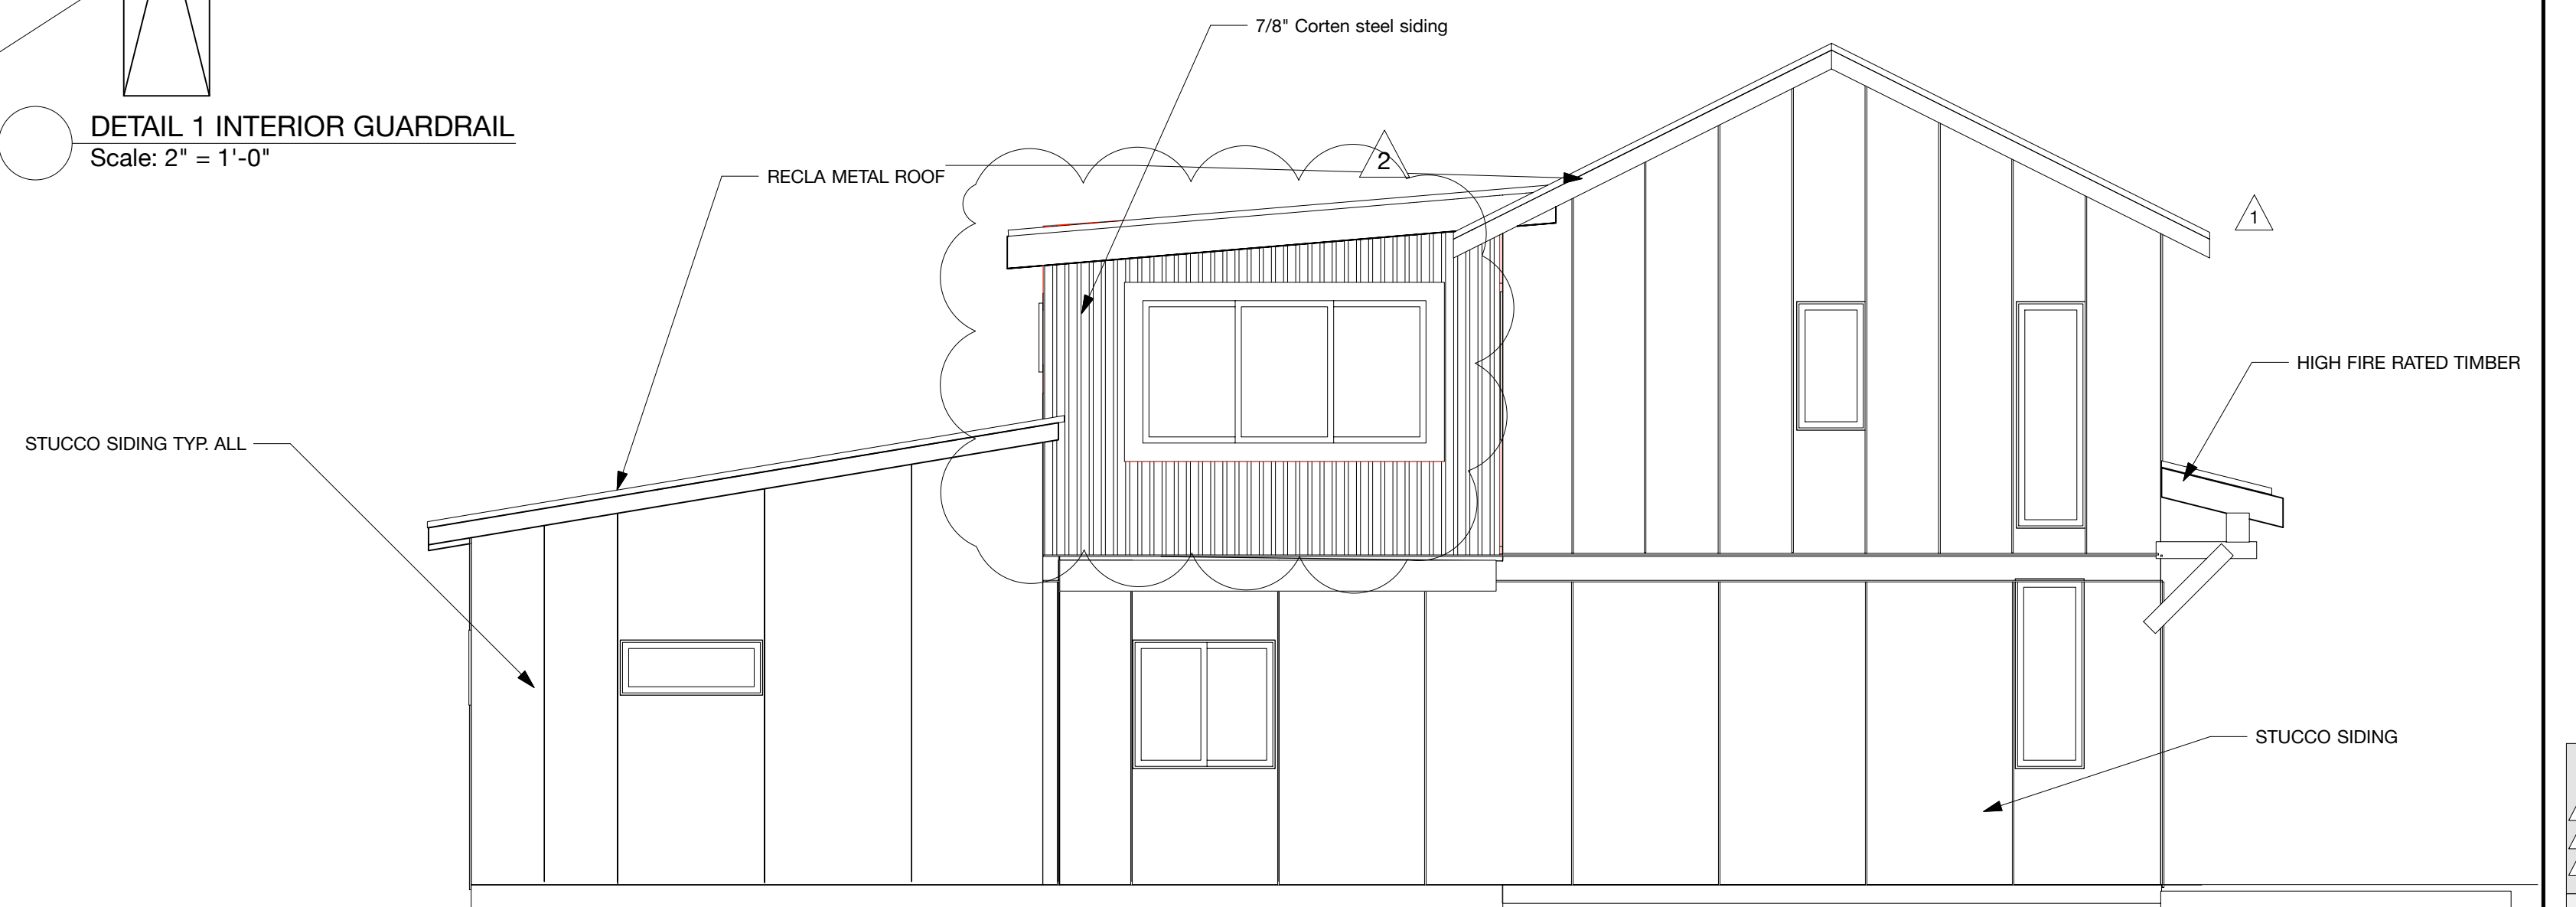 7/8" Corten steel siding
DETAIL 1 INTERIOR GUARDRAIL
Scale: 2" = 1'-0"
2
RECLA METAL ROOF
1
HIGH FIRE RATED TIMBER
STUCCO SIDING TYP. ALL
STUCCO SIDING